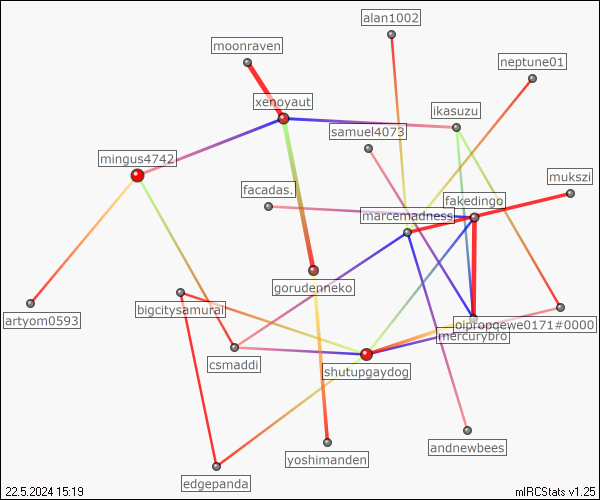 alan1002
moonraven
neptune01
xenoyaut
ikasuzu
samuel4073
mingus4742
mukszi
facadas.
fakedingo
marcemadness
gorudenneko
bigcitysamurai
artyom0593
oipropqewe0171#0000
mercurybro
csmaddi
shutupgaydog
andnewbees
yoshimanden
edgepanda
22.5.2024 15:19
mIRCStats v1.25